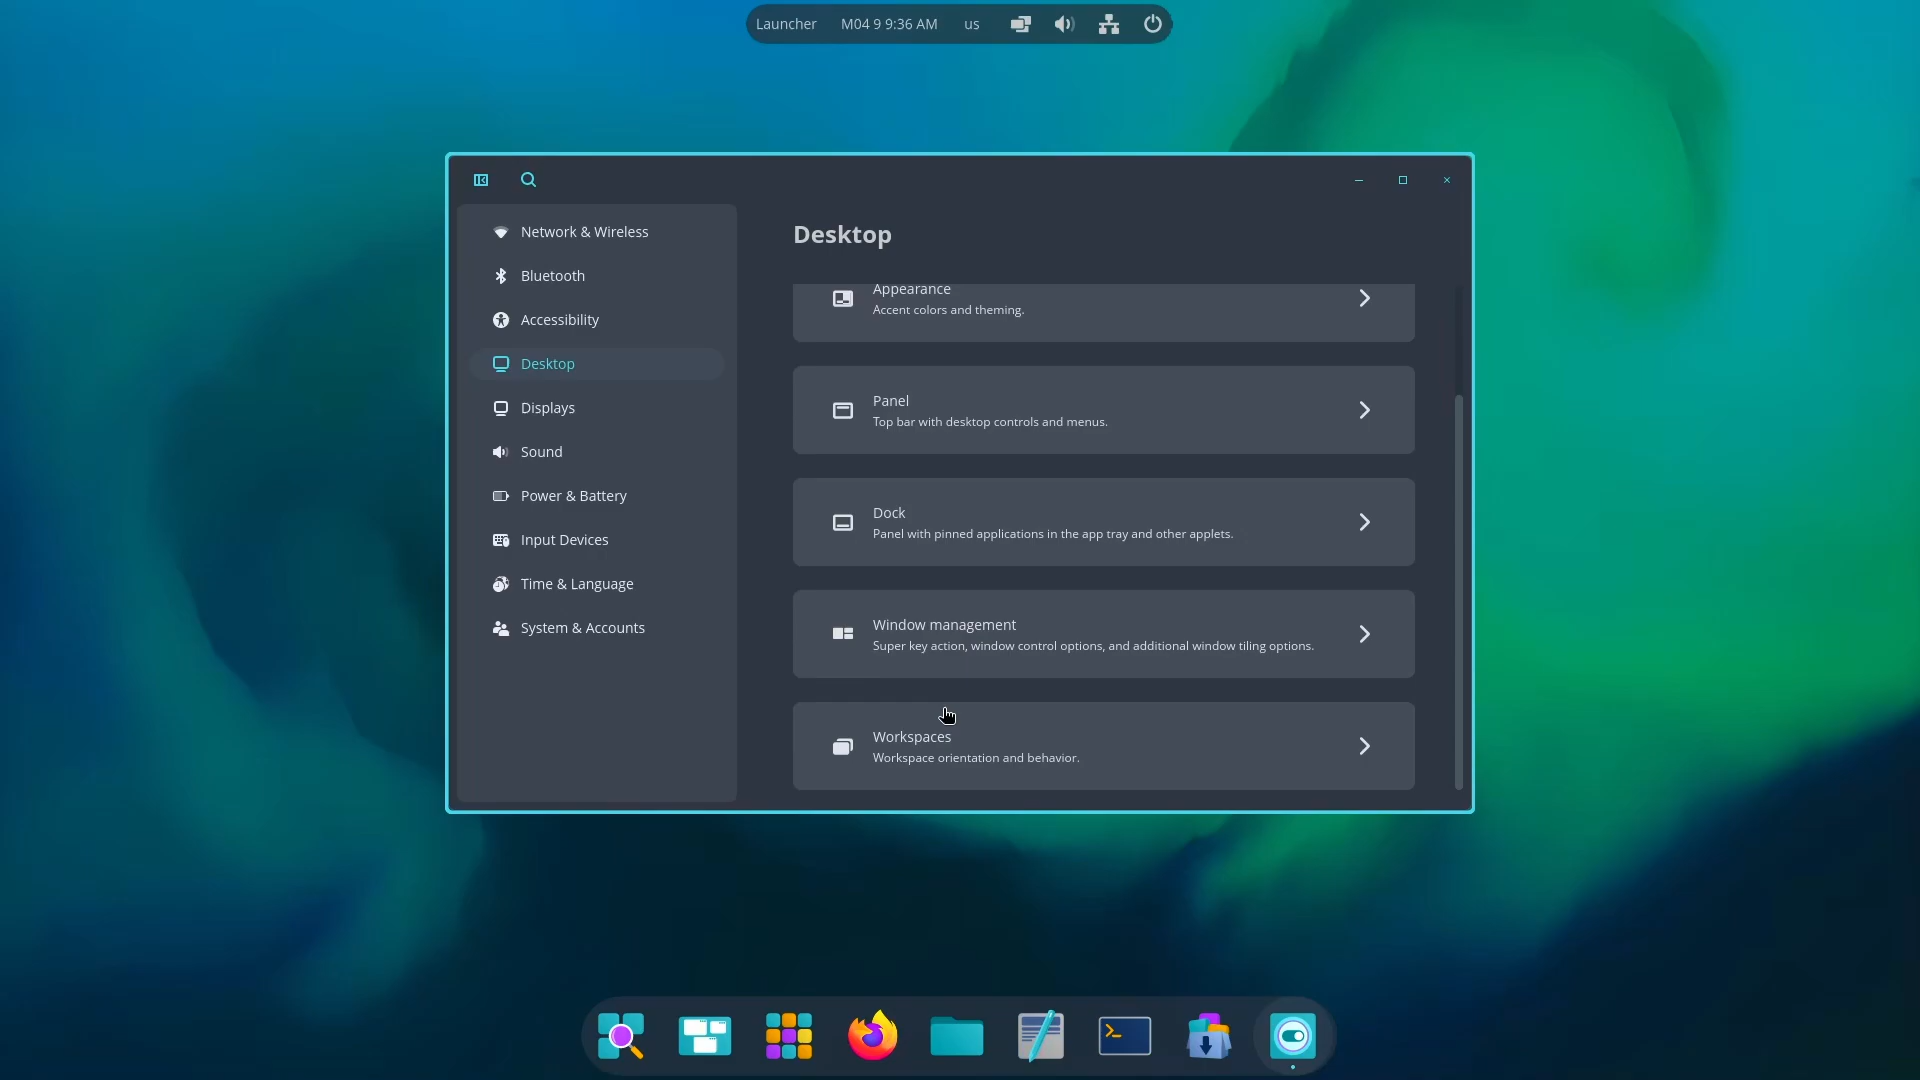 Launcher M04 9 9:36 AM us
Network & Wireless
Bluetooth
Accessibility
Desktop
Displays
Sound
Power & Battery
Input Devices
Time & Language
System & Accounts
Desktop
Appearance
Accent colors and theming.
Panel
Top bar with desktop controls and menus.
Dock
Panel with pinned applications in the app tray and other applets.
Window management
Super key action, window control options, and additional window tiling options.
Workspaces
Workspace orientation and behavior.